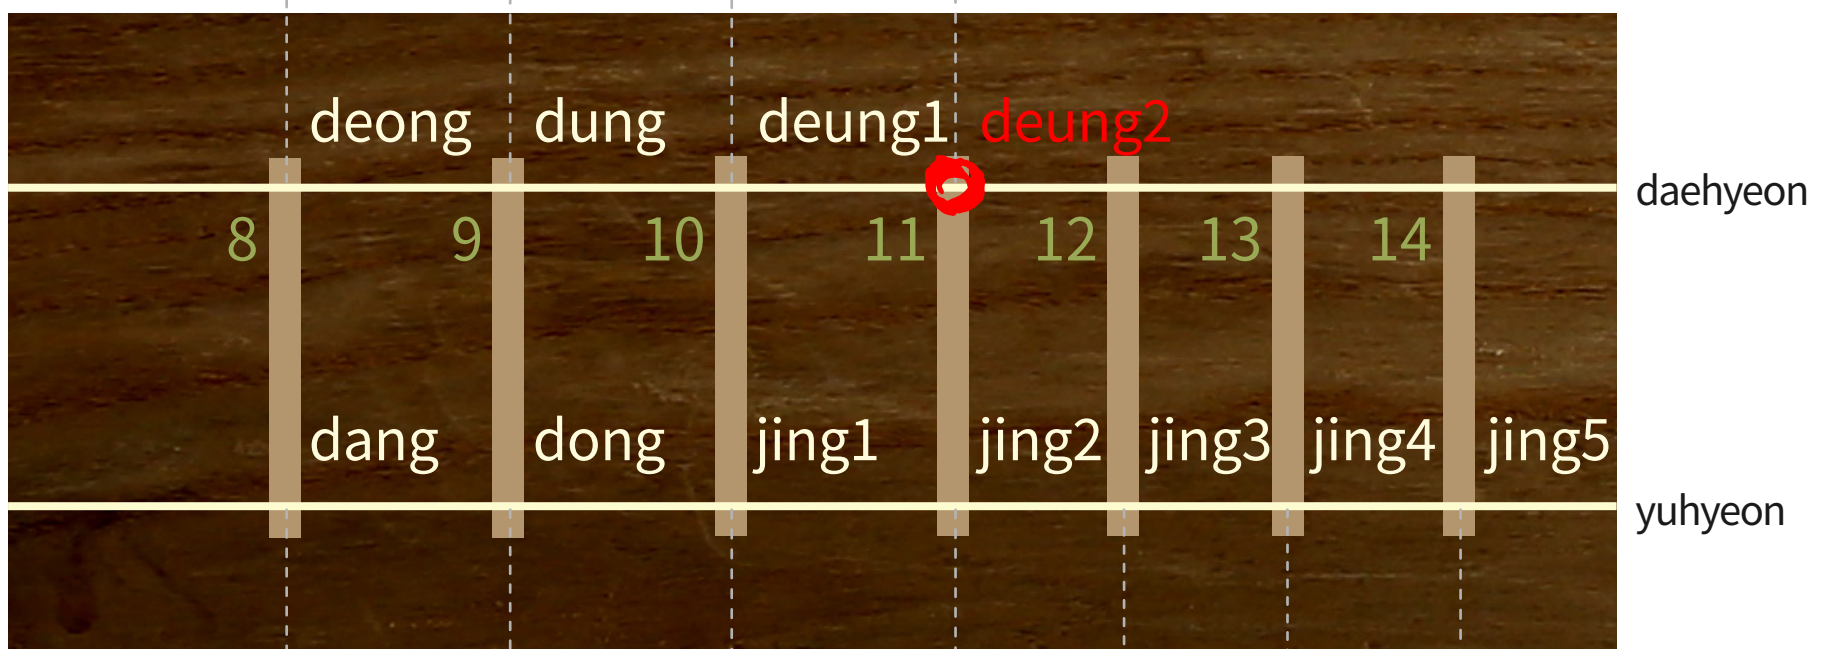 deong dung deung1 deung2
daehyeon
8 9 10 11 12 13 14
dang dong jing1 jing2 jing3 jing4 jing5
yuhyeon